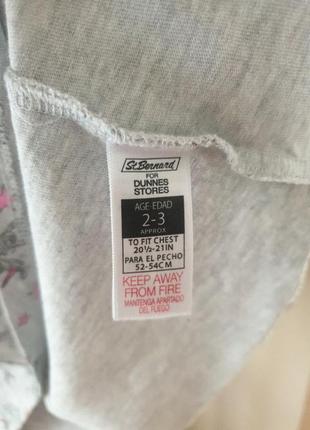 St.Bernard
FOR
DUNNES
STORES
AGE-EDAD
2-3
APPROX
TO FIT CHEST
20½-21IN
PARA EL PECHO
52-54CM
KEEP AWAY
FROM FIRE
MANTENGA APARTADO
DEL FUEGO